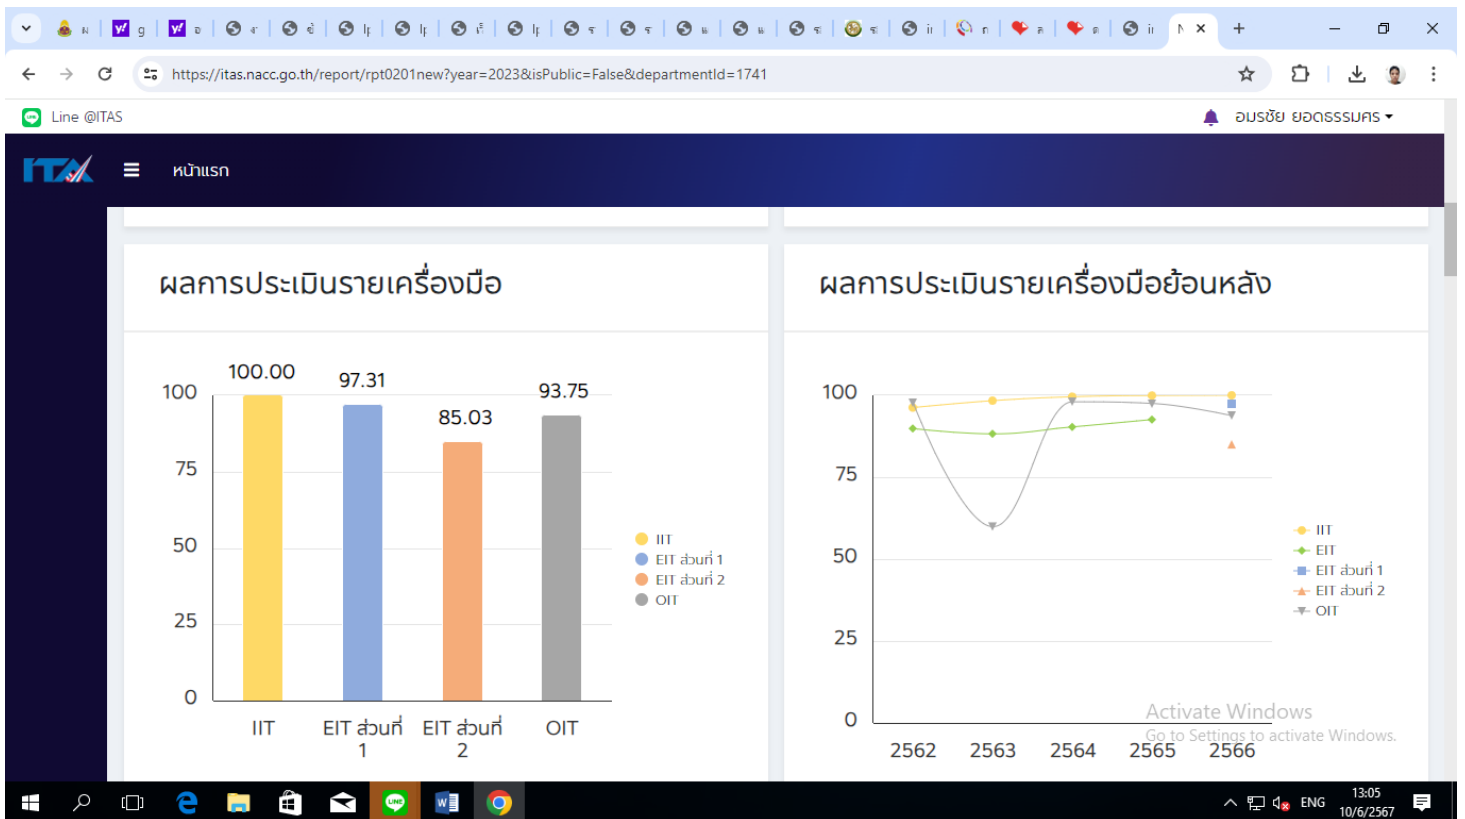 https://itas.nacc.go.th/report/rpt0201new?year=2023&isPublic=False&departmentId=1741
Line @ITAS
อมรชัย ยอดธรรมศร
หน้าแรก
ผลการประเมินรายเครื่องมือ
100.00
97.31
85.03
93.75
100
75
50
25
0
IIT
EIT ส่วนที่ 1
EIT ส่วนที่ 2
OIT
IIT
EIT ส่วนที่
1
EIT ส่วนที่
2
OIT
ผลการประเมินรายเครื่องมือย้อนหลัง
100
75
50
25
0
IIT
EIT
EIT ส่วนที่ 1
EIT ส่วนที่ 2
OIT
2562 2563 2564 2565 2566
Activate Windows
Go to Settings to activate Windows.
ENG
13:05
10/6/2567